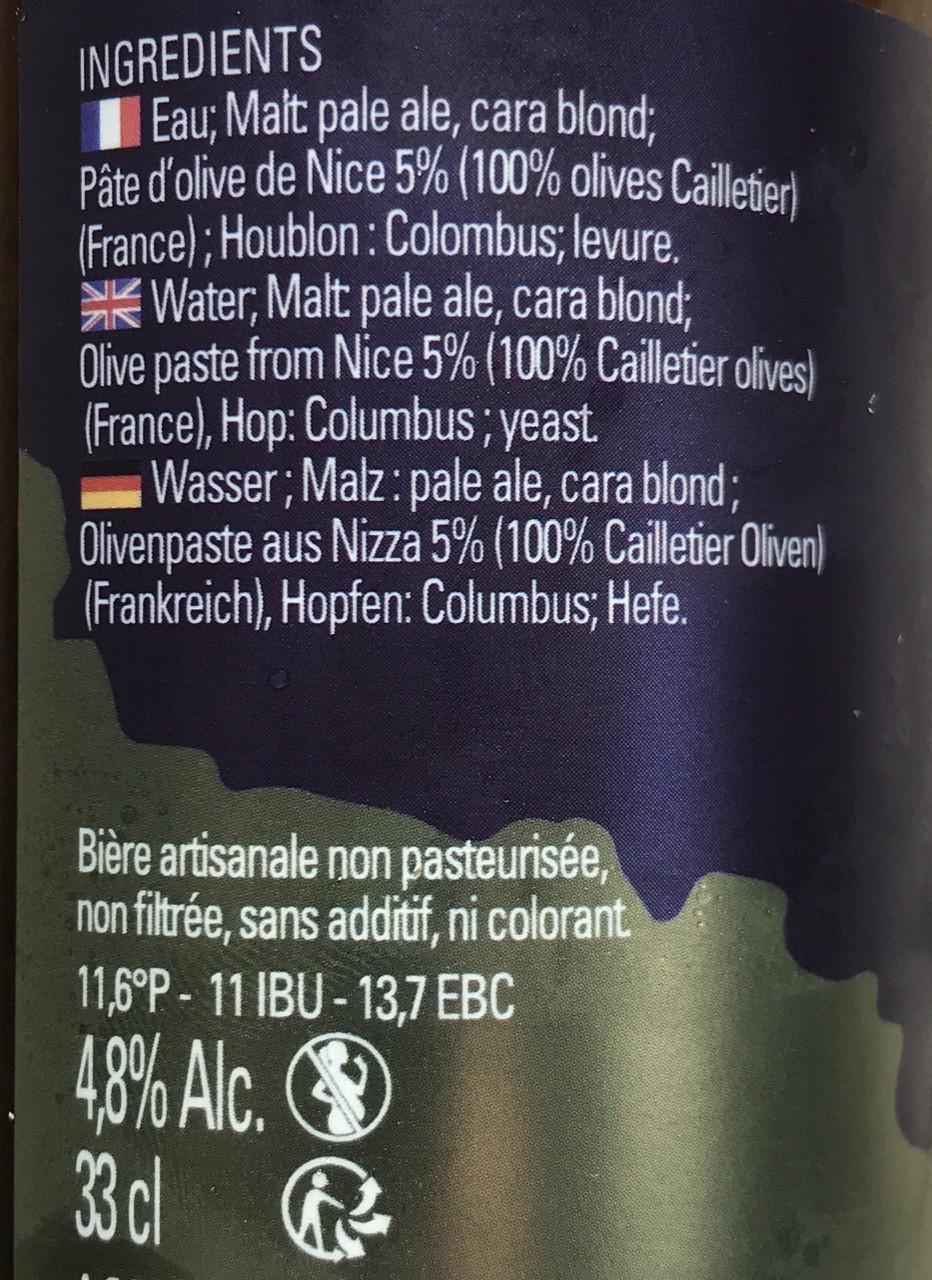 INGREDIENTS
Eau; Malt: pale ale, cara blond;
Pâte d'olive de Nice 5% (100% olives Cailletier)
(France) ; Houblon : Colombus; levure.
Water; Malt: pale ale, cara blond;
Olive paste from Nice 5% (100% Cailletier olives)
(France), Hop: Columbus ; yeast.
Wasser ; Malz : pale ale, cara blond ;
Olivenpaste aus Nizza 5% (100% Cailletier Oliven)
(Frankreich), Hopfen: Columbus; Hefe.
Bière artisanale non pasteurisée,
non filtrée, sans additif, ni colorant.
11,6°P - 11 IBU - 13,7 EBC
4,8% Alc.
33 cl